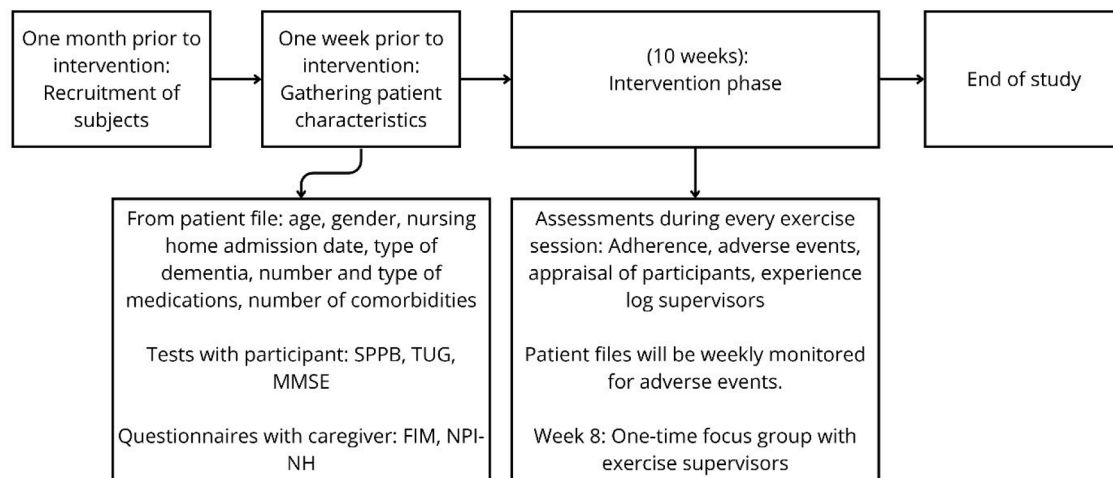 One month prior to
intervention:
Recruitment of
subjects
One week prior to
intervention:
Gathering patient
characteristics
(10 weeks):
Intervention phase
End of study
From patient file: age, gender, nursing
home admission date, type of
dementia, number and type of
medications, number of comorbidities
Tests with participant: SPPB, TUG,
MMSE
Questionnaires with caregiver: FIM, NPI-
NH
Assessments during every exercise
session: Adherence, adverse events,
appraisal of participants, experience
log supervisors
Patient files will be weekly monitored
for adverse events.
Week 8: One-time focus group with
exercise supervisors